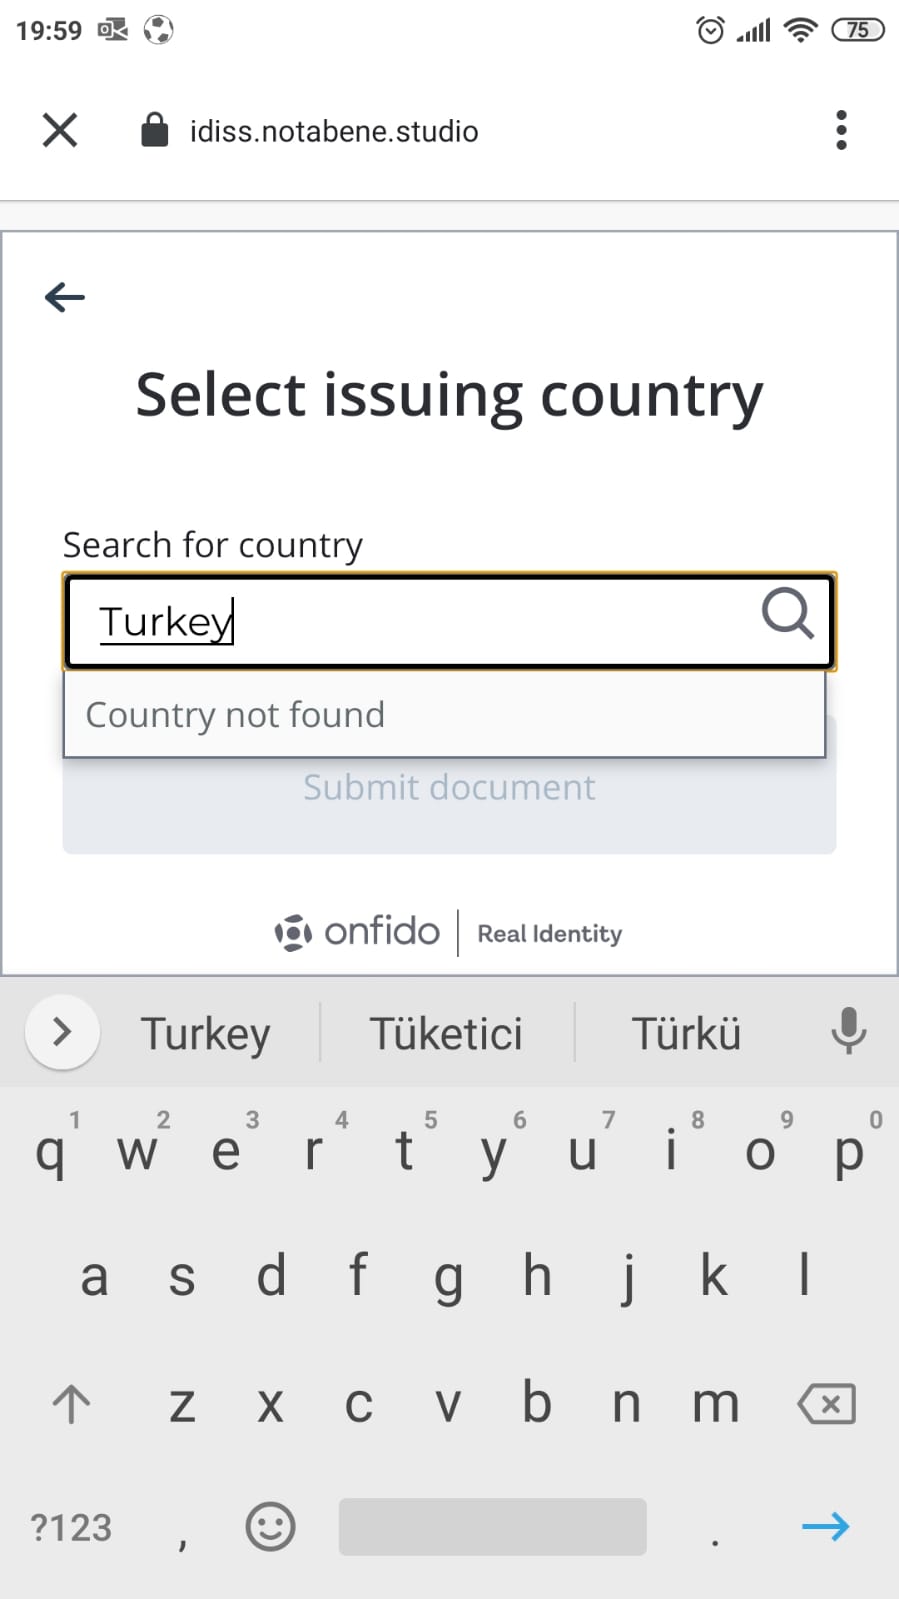 19:59
75
idiss.notabene.studio
Select issuing country
Search for country
Turkey
Country not found
Submit document
onfido | Real Identity
Turkey Tüketici Türkü
1 2 3 4 5 6 7 8 9 0
q w e r t y u i o p
a s d f g h j k l
z x c v b n m
?123 , .